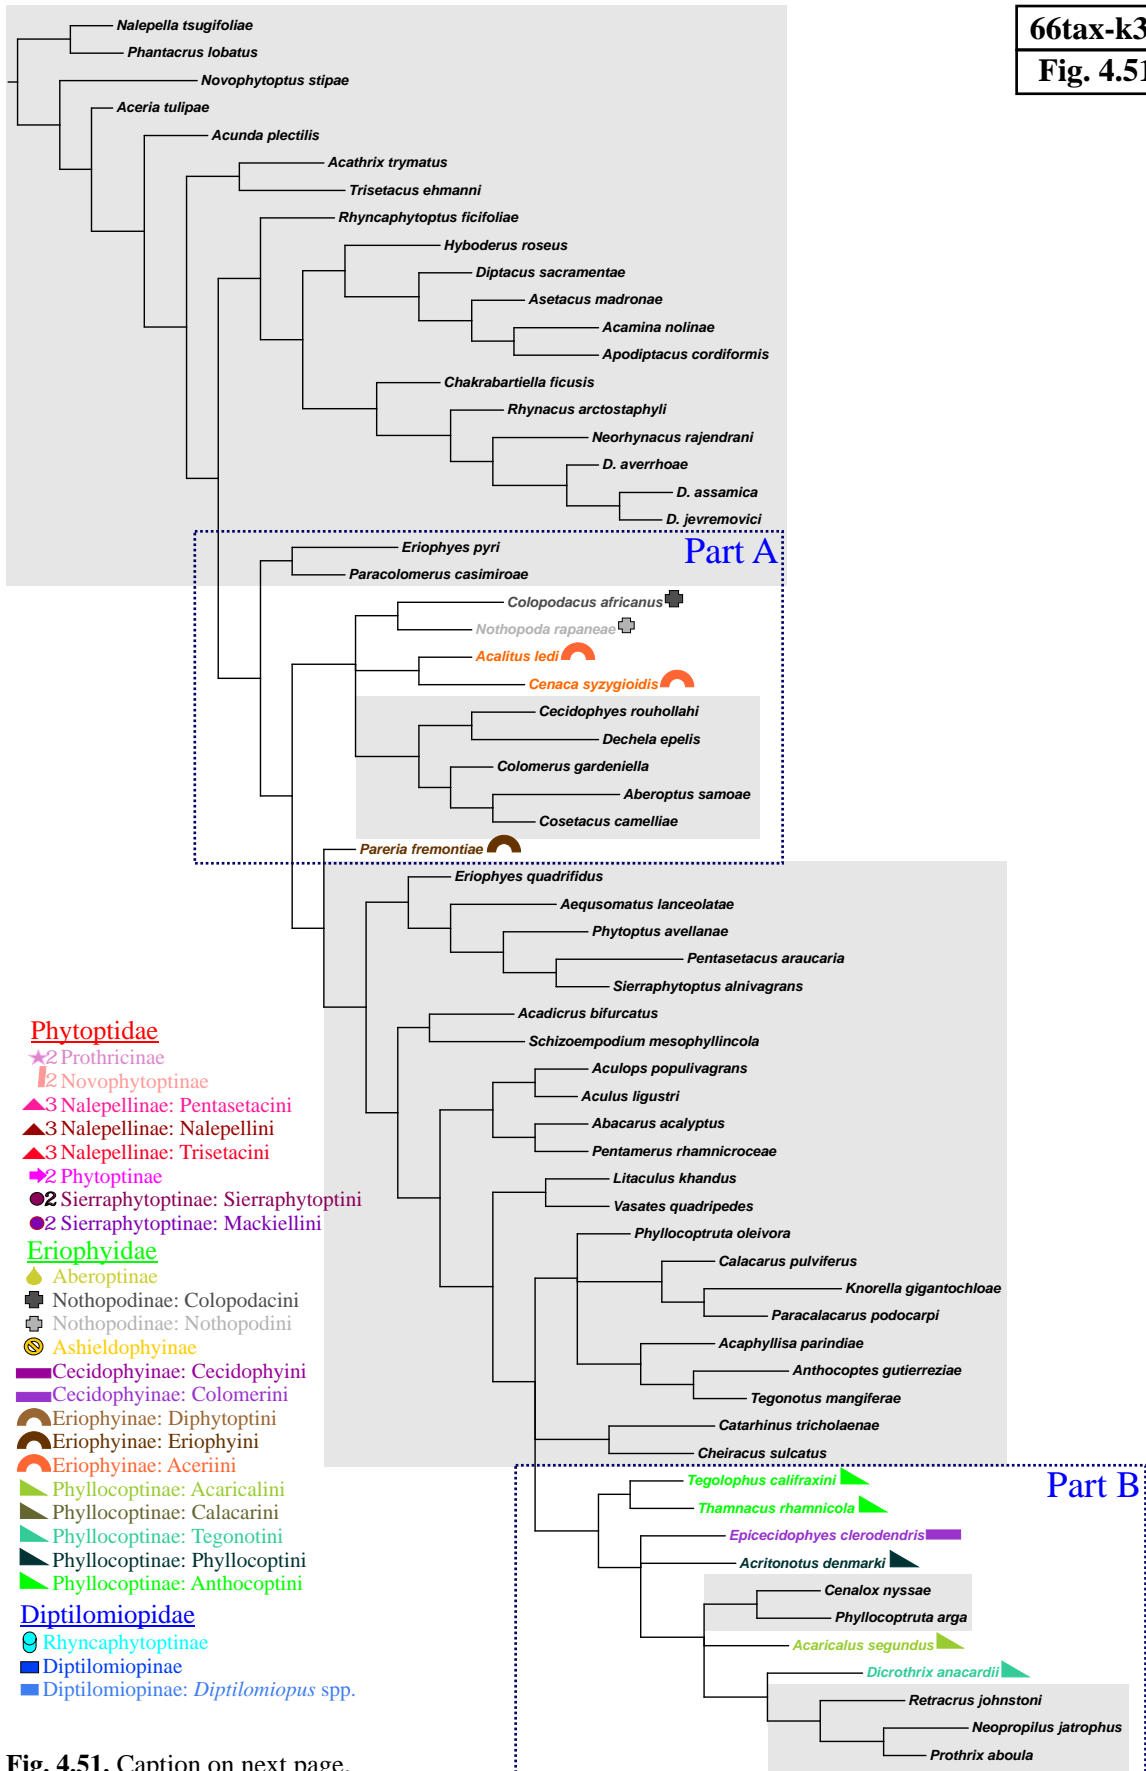 66tax-k3
Fig. 4.51
Nalepella tsugifoliae
Phantacrus lobatus
Novophytoptus stipae
Aceria tulipae
Acunda plectilis
Acathrix trymatus
Trisetacus ehmanni
Rhyncaphytoptus ficifoliae
Hyboderus roseus
Diptacus sacramentae
Asetacus madronae
Acamina nolinae
Apodiptacus cordiformis
Chakrabartiella ficusis
Rhynacus arctostaphyli
Neorhynacus rajendrani
D. averrhoae
D. assamica
D. jevremovici
Part A
Eriophyes pyri
Paracolomerus casimiroae
Colopodacus africanus
Nothopoda rapaneae
Acalitus ledi
Cenaca syzygioidis
Cecidophyes rouhollahi
Dechela epelis
Colomerus gardeniella
Aberoptus samoae
Cosetacus camelliae
Pareria fremontiae
Eriophyes quadrifidus
Aequsomatus lanceolatae
Phytoptus avellanae
Pentasetacus araucaria
Sierraphytoptus alnivagrans
Acadicrus bifurcatus
Schizoempodium mesophyllincola
Aculops populivagrans
Aculus ligustri
Abacarus acalyptus
Pentamerus rhamnicroceae
Litaculus khandus
Vasates quadripedes
Phyllocoptruta oleivora
Calacarus pulviferus
Knorella gigantochloae
Paracalacarus podocarpi
Acaphyllisa parindiae
Anthocoptes gutierreziae
Tegonotus mangiferae
Catarhinus tricholaenae
Cheiracus sulcatus
Part B
Tegolophus califraxini
Thamnacus rhamnicola
Epicecidophyes clerodendris
Acritonotus denmarki
Cenalox nyssae
Phyllocoptruta arga
Acaricalus segundus
Dicrothrix anacardii
Retracrus johnstoni
Neopropilus jatrophus
Prothrix aboula
Phytoptidae
2 Prothricinae
2 Novophytoptinae
3 Nalepellinae: Pentasetacini
3 Nalepellinae: Nalepellini
3 Nalepellinae: Trisetacini
2 Phytoptinae
2 Sierraphytoptinae: Sierraphytoptini
2 Sierraphytoptinae: Mackiellini
Eriophyidae
Aberoptinae
Nothopodinae: Colopodacini
Nothopodinae: Nothopodini
Ashieldophyinae
Cecidophyinae: Cecidophyini
Cecidophyinae: Colomerini
Eriophyinae: Diphytoptini
Eriophyinae: Eriophyini
Eriophyinae: Aceriini
Phyllocoptinae: Acaricalini
Phyllocoptinae: Calacarini
Phyllocoptinae: Tegonotini
Phyllocoptinae: Phyllocoptini
Phyllocoptinae: Anthocoptini
Diptilomiopidae
Rhyncaphytoptinae
Diptilomiopinae
Diptilomiopinae: Diptilomiopus spp.
Fig. 4.51. Caption on next page.